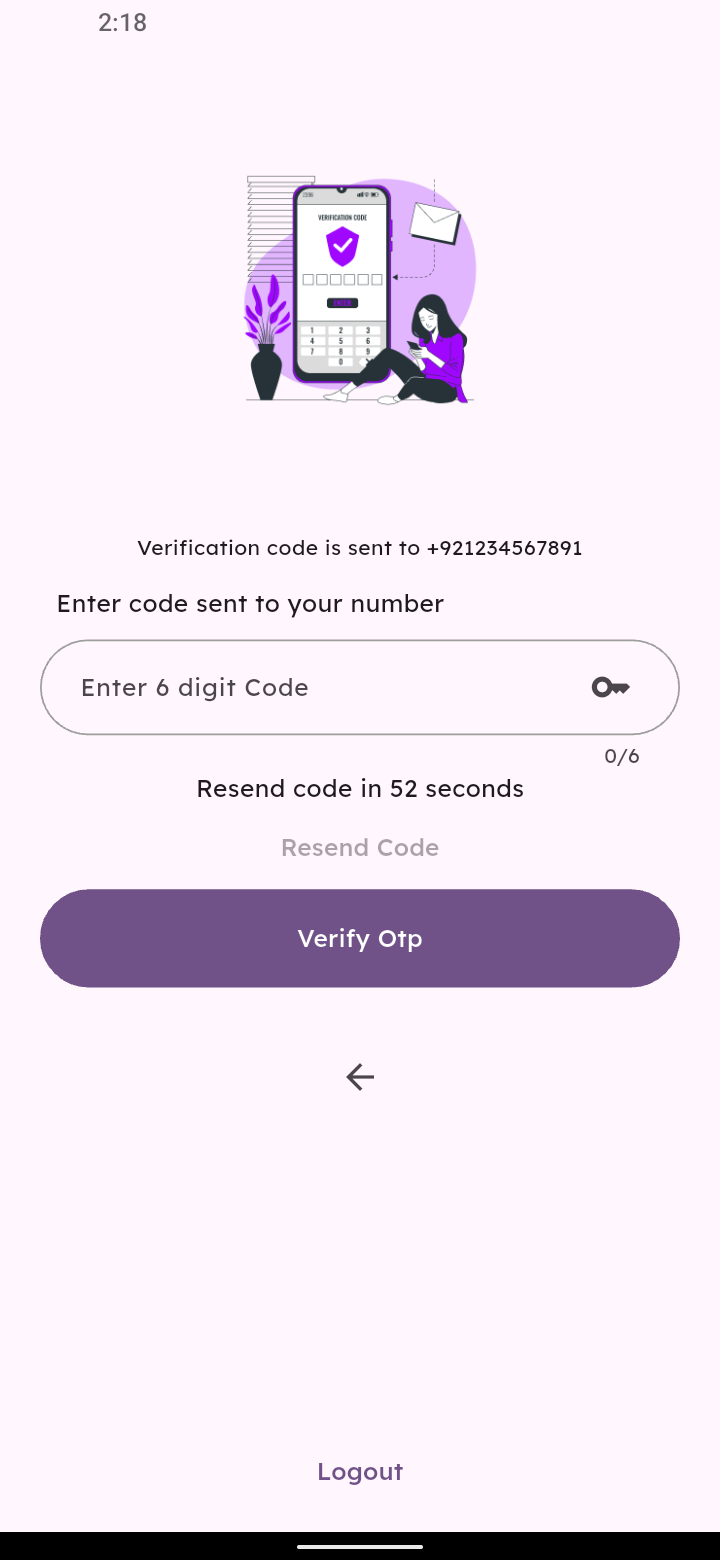 2:18
VERIFICATION CODE
1 2 3
4 5 6
7 8 9
0
Verification code is sent to +921234567891
Enter code sent to your number
Enter 6 digit Code
0/6
Resend code in 52 seconds
Resend Code
Verify Otp
Logout